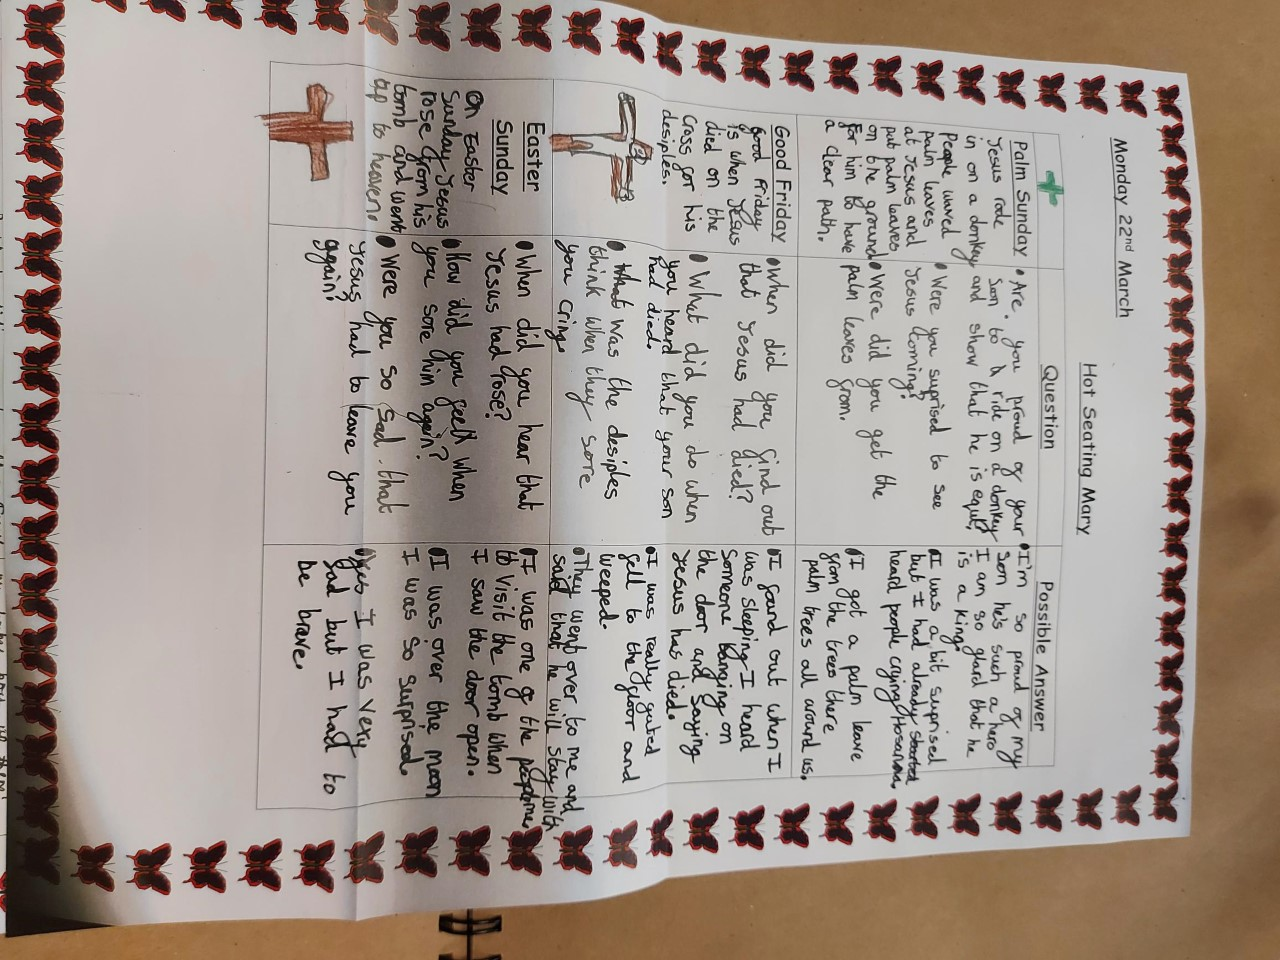 Monday 22nd March
Hot Seating Mary
Question
Possible Answer
Palm Sunday
Jesus rode
in on a donkey
People waved
palm leaves
at Jesus and
put palm leaves
on the ground
for him to have
a clear path.
• Are you proud of your
son to ride on a donkey
and show that he is equil?
• Were you suprised to see
Jesus coming?
• Were did you get the
palm leaves from.
• I'm so proud of my
son he's such a hero
I am so glard that he
is a king.
• I was a bit suprised
but I had already
heard people crying Hosanna.
• I got a palm leave
from the trees there
palm trees all around us.
Good Friday
Good Friday
is when Jesus
died on the
Cross for his
desiples.
• When did you find out
that Jesus had died?
• What did you do when
you heard that your son
had died.
• What was the desiples
think when they sore
you cring.
• I found out when I
was sleeping I heard
someone banging on
the door and saying
Jesus has died.
• I was really guted
fell to the floor and
weeped.
• They went over to me and
said that he will stay with
me.
Easter
Sunday
On Easter
Sunday Jesus
rose from his
tomb and went
up to heaven.
• When did you hear that
Jesus had rose?
• How did you feel when
you sore him again?
• Were you so sad that
Jesus had to leave you
again?
• I was one of the people
to visit the tomb when
I saw the door open.
• I was over the moon
I was so surprised.
• Yes I was very
sad but I had to
be brave.